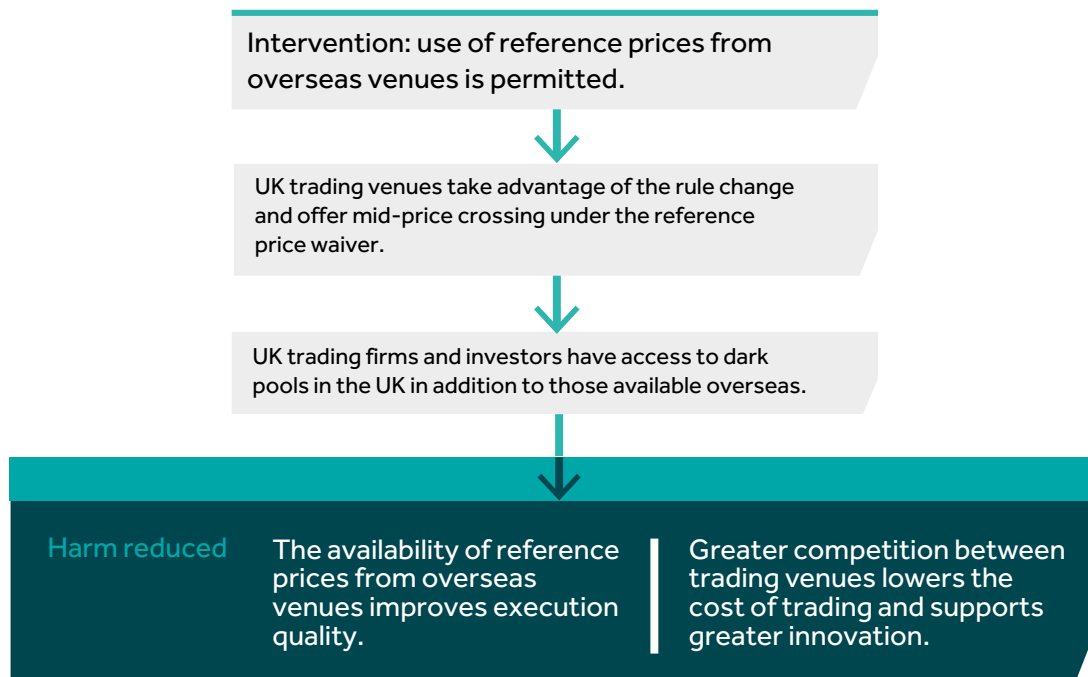 Intervention: use of reference prices from
overseas venues is permitted.
UK trading venues take advantage of the rule change
and offer mid-price crossing under the reference
price waiver.
UK trading firms and investors have access to dark
pools in the UK in addition to those available overseas.
Harm reduced
The availability of reference
prices from overseas
venues improves execution
quality.
Greater competition between
trading venues lowers the
cost of trading and supports
greater innovation.